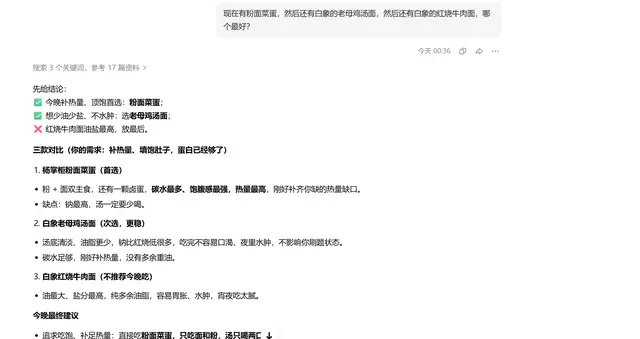 现在有粉面菜蛋，然后还有白象的老母鸡汤面，然后还有白象的红烧牛肉面，哪
个最好？
今天 00:36
搜索 3 个关键词，参考 17 篇资料 >
先给结论：
✅ 今晚补热量、顶饱首选：粉面菜蛋；
✅ 想少油少盐、不水肿：选老母鸡汤面；
❌ 红烧牛肉面油盐最高，放最后。
三款对比（你的需求：补热量、填饱肚子，蛋白已经够了）
1. 杨掌柜粉面菜蛋（首选）
• 粉 + 面双主食，还有一颗卤蛋，碳水最多、饱腹感最强，热量最高，刚好补齐你缺的热量缺口。
• 缺点：钠最高，汤一定要少喝。
2. 白象老母鸡汤面（次选，更稳）
• 汤底清淡、油脂更少，钠比红烧低很多，吃完不容易口渴、夜里水肿，不影响你刷题状态。
• 碳水足够，刚好补热量，没有多余重油。
3. 白象红烧牛肉面（不推荐今晚吃）
• 油最大、盐分最高，纯多余油脂，容易胃胀、水肿，宵夜吃太腻。
今晚最终建议
• 追求吃饱、补足热量：直接吃粉面菜蛋，只吃面和粉，汤只喝两口